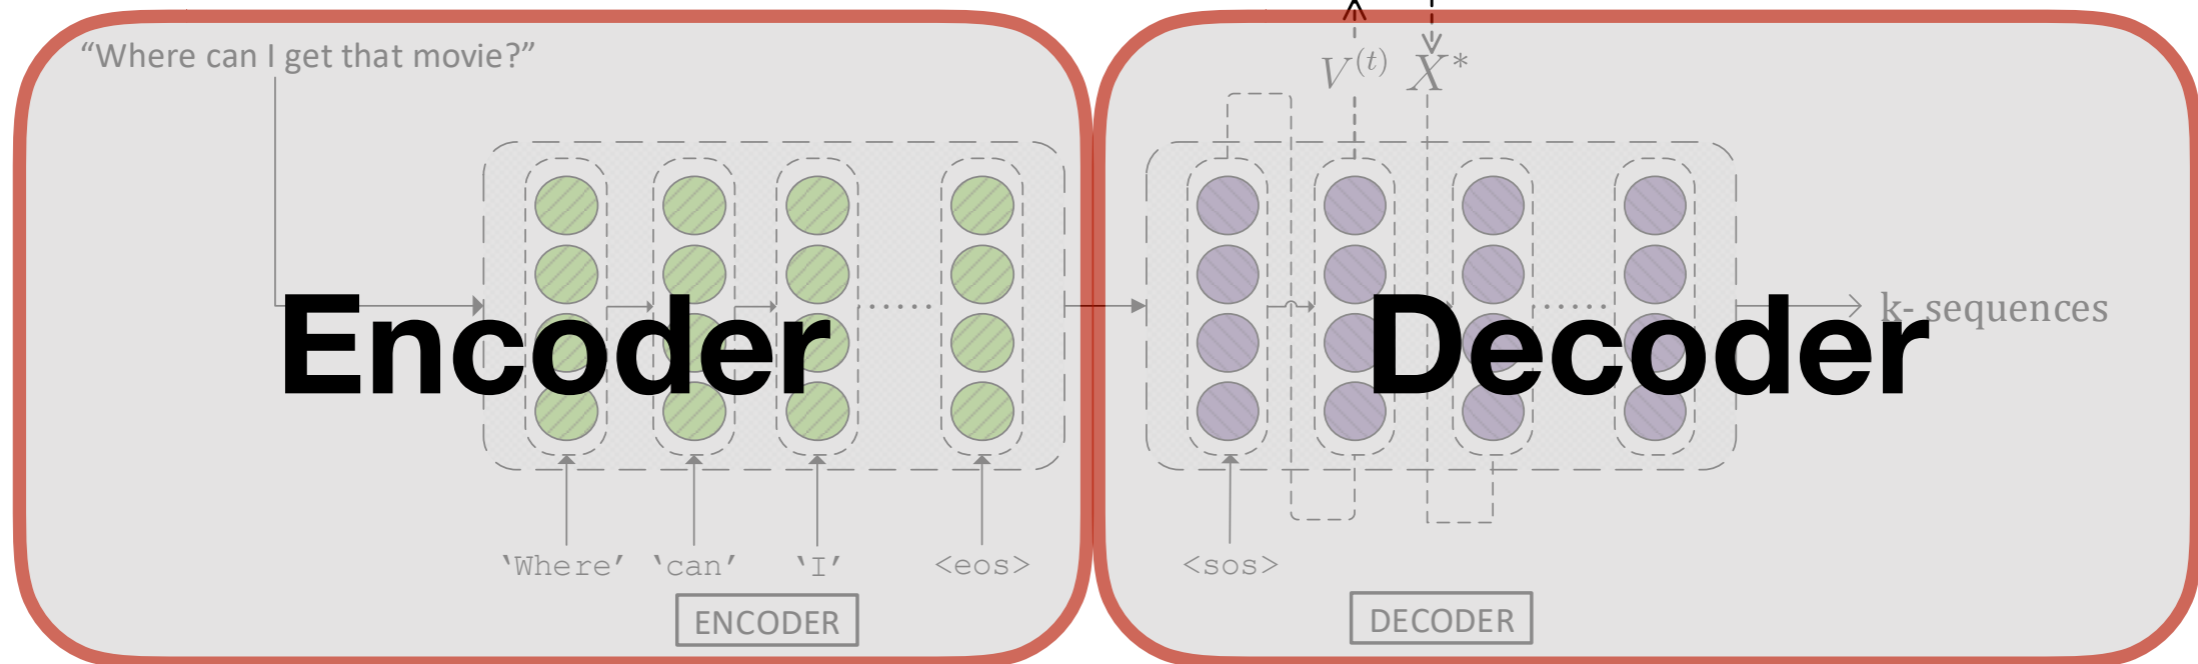 “Where can I get that movie?”
V^(t) X*
Encoder
Decoder
k- sequences
‘Where’ ‘can’ ‘I’ <eos>
<sos>
ENCODER
DECODER